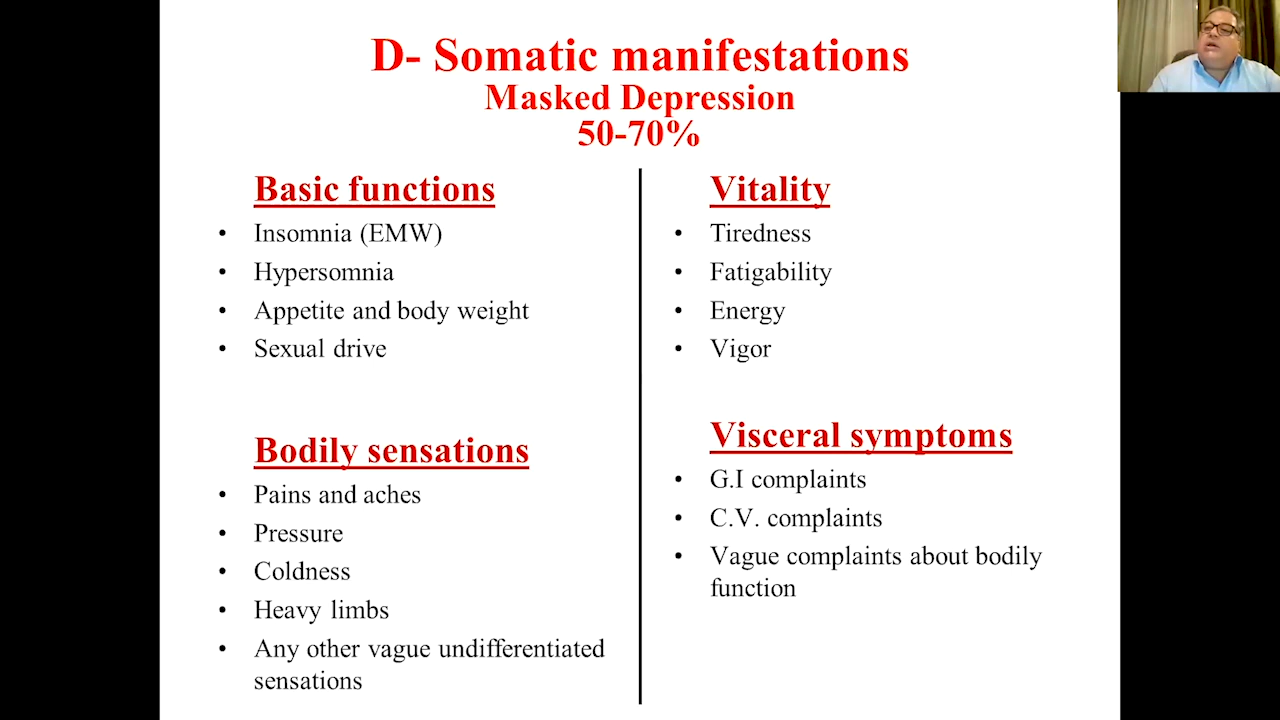 D- Somatic manifestations
Masked Depression
50-70%
Basic functions
• Insomnia (EMW)
• Hypersomnia
• Appetite and body weight
• Sexual drive
Bodily sensations
• Pains and aches
• Pressure
• Coldness
• Heavy limbs
• Any other vague undifferentiated
sensations
Vitality
• Tiredness
• Fatigability
• Energy
• Vigor
Visceral symptoms
• G.I complaints
• C.V. complaints
• Vague complaints about bodily
function